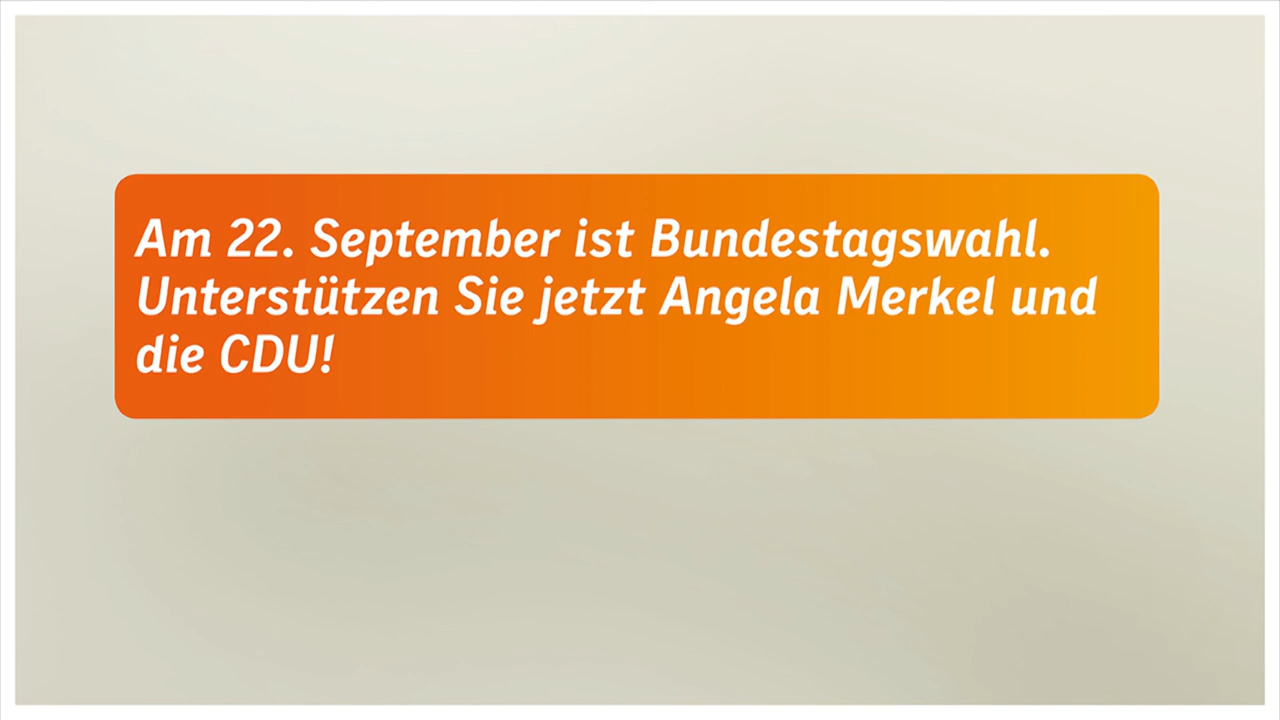 Am 22. September ist Bundestagswahl.
Unterstützen Sie jetzt Angela Merkel und
die CDU!